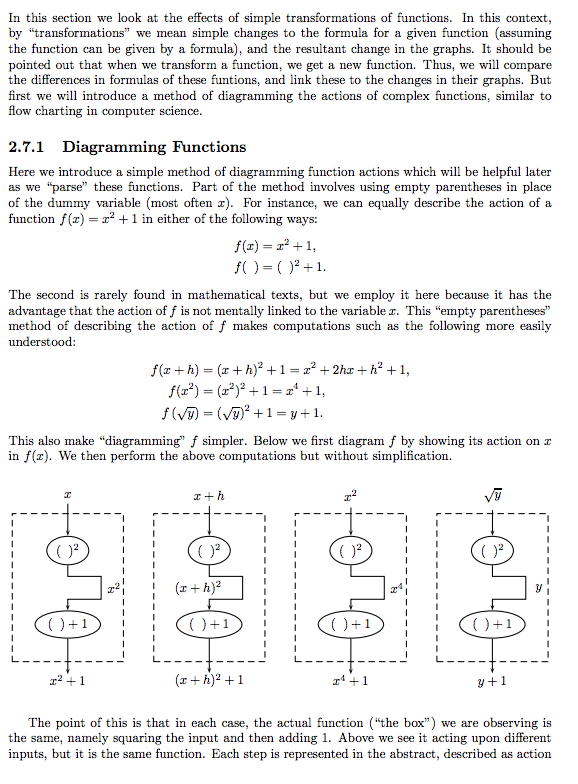 In this section we look at the effects of simple transformations of functions. In this context,
by “transformations” we mean simple changes to the formula for a given function (assuming
the function can be given by a formula), and the resultant change in the graphs. It should be
pointed out that when we transform a function, we get a new function. Thus, we will compare
the differences in formulas of these funtions, and link these to the changes in their graphs. But
first we will introduce a method of diagramming the actions of complex functions, similar to
flow charting in computer science.
2.7.1 Diagramming Functions
Here we introduce a simple method of diagramming function actions which will be helpful later
as we “parse” these functions. Part of the method involves using empty parentheses in place
of the dummy variable (most often x). For instance, we can equally describe the action of a
function f(x) = x² + 1 in either of the following ways:
f(x) = x² + 1,
f( ) = ( )² + 1.
The second is rarely found in mathematical texts, but we employ it here because it has the
advantage that the action of f is not mentally linked to the variable x. This “empty parentheses”
method of describing the action of f makes computations such as the following more easily
understood:
f(x + h) = (x + h)² + 1 = x² + 2hx + h² + 1,
f(x²) = (x²)² + 1 = x⁴ + 1,
f(√y) = (√y)² + 1 = y + 1.
This also make “diagramming” f simpler. Below we first diagram f by showing its action on x
in f(x). We then perform the above computations but without simplification.
x x + h x² √y
( )² ( )² ( )² ( )²
x² (x + h)² x⁴ y
( ) + 1 ( ) + 1 ( ) + 1 ( ) + 1
x² + 1 (x + h)² + 1 x⁴ + 1 y + 1
The point of this is that in each case, the actual function (“the box”) we are observing is
the same, namely squaring the input and then adding 1. Above we see it acting upon different
inputs, but it is the same function. Each step is represented in the abstract, described as action